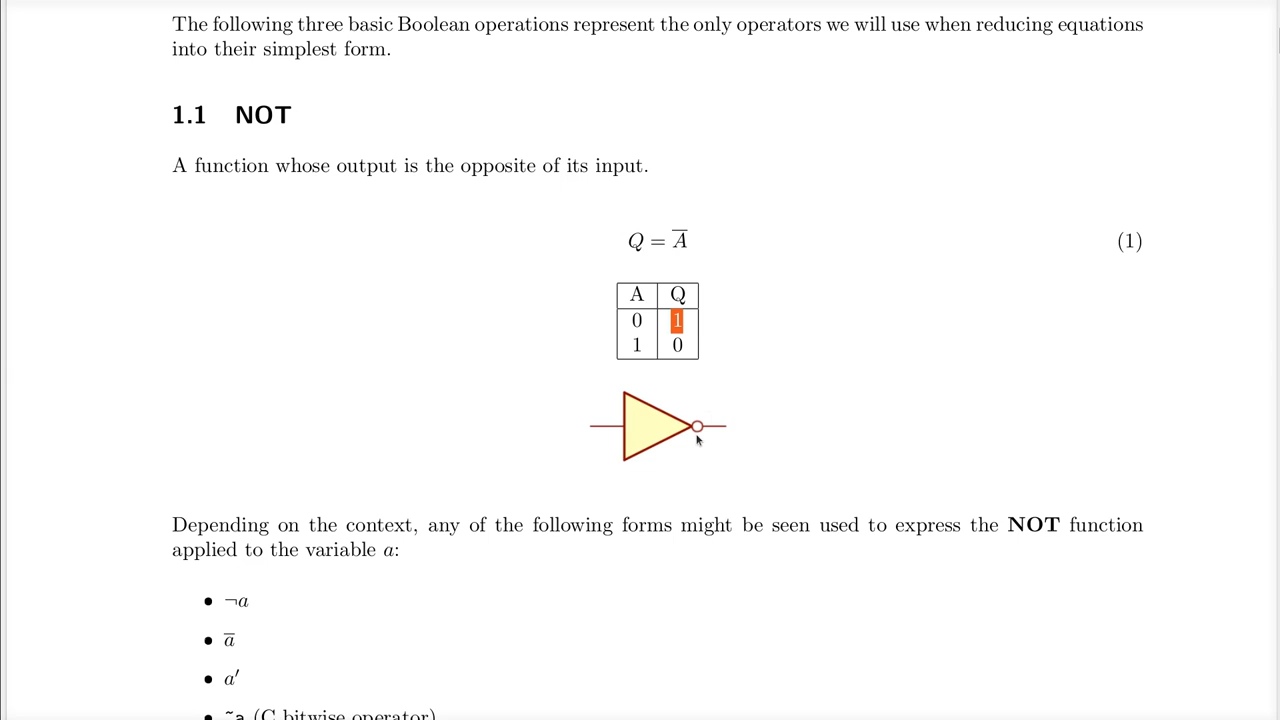 The following three basic Boolean operations represent the only operators we will use when reducing equations
into their simplest form.
1.1 NOT
A function whose output is the opposite of its input.
Q = A̅ (1)
A Q
0 1
1 0
Depending on the context, any of the following forms might be seen used to express the NOT function
applied to the variable a:
• ¬a
• a̅
• a′
• ~a (C bitwise operator)